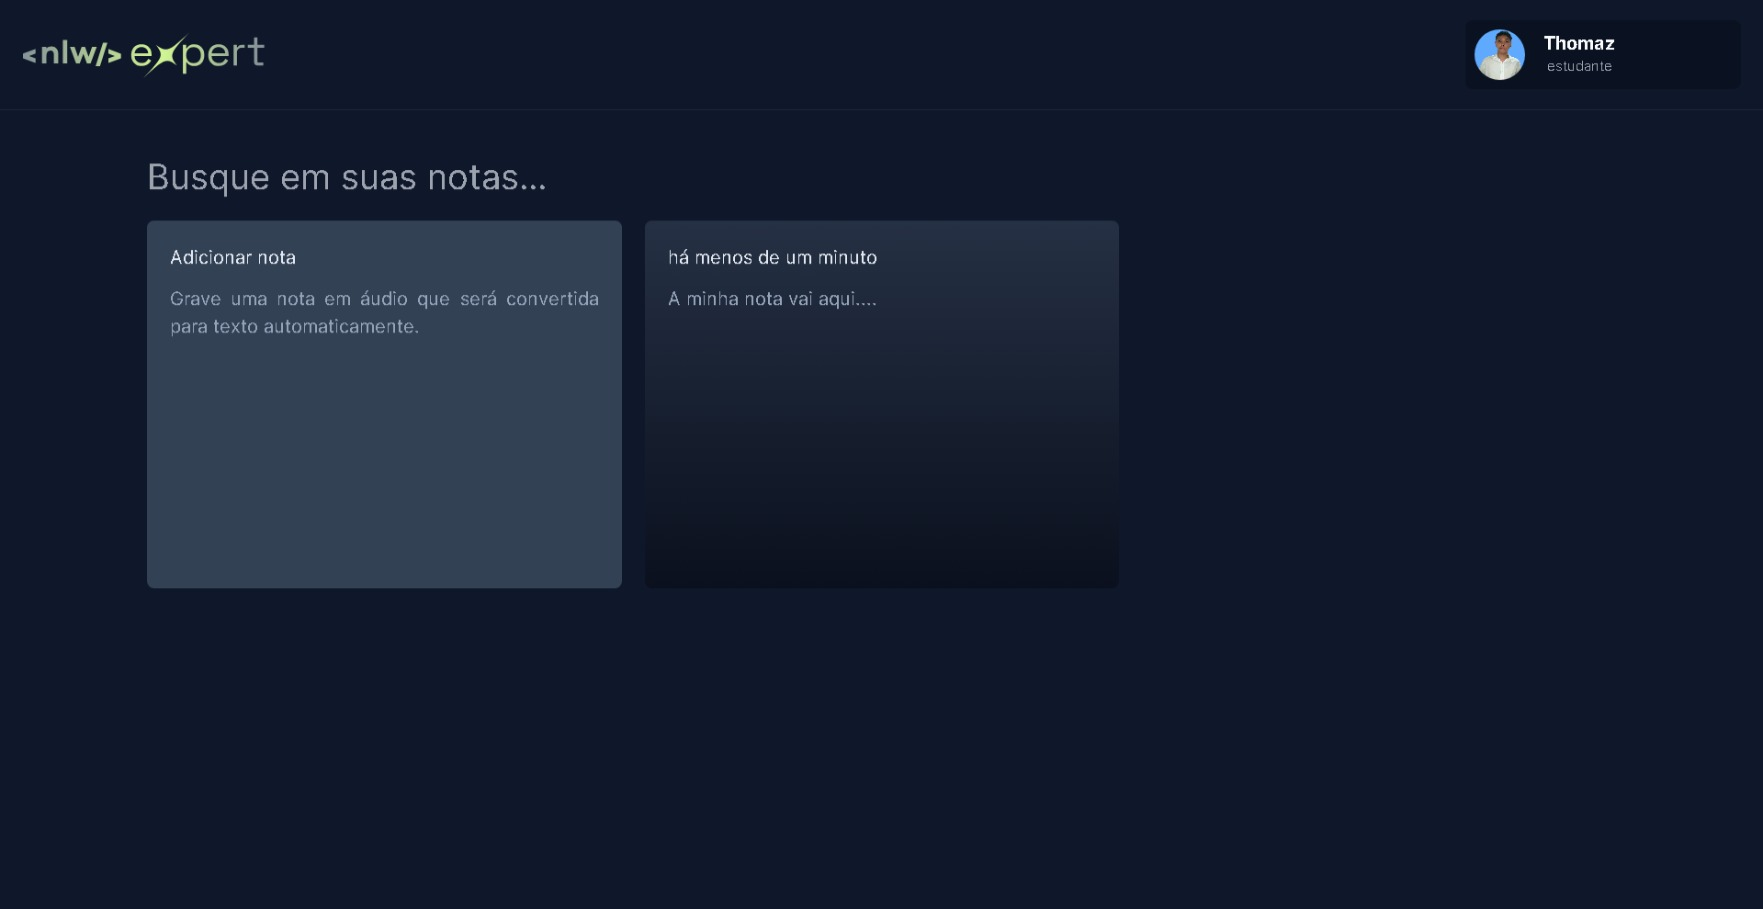 <nlw/> expert
Thomaz
estudante
Busque em suas notas...
Adicionar nota
Grave uma nota em áudio que será convertida
para texto automaticamente.
há menos de um minuto
A minha nota vai aqui....